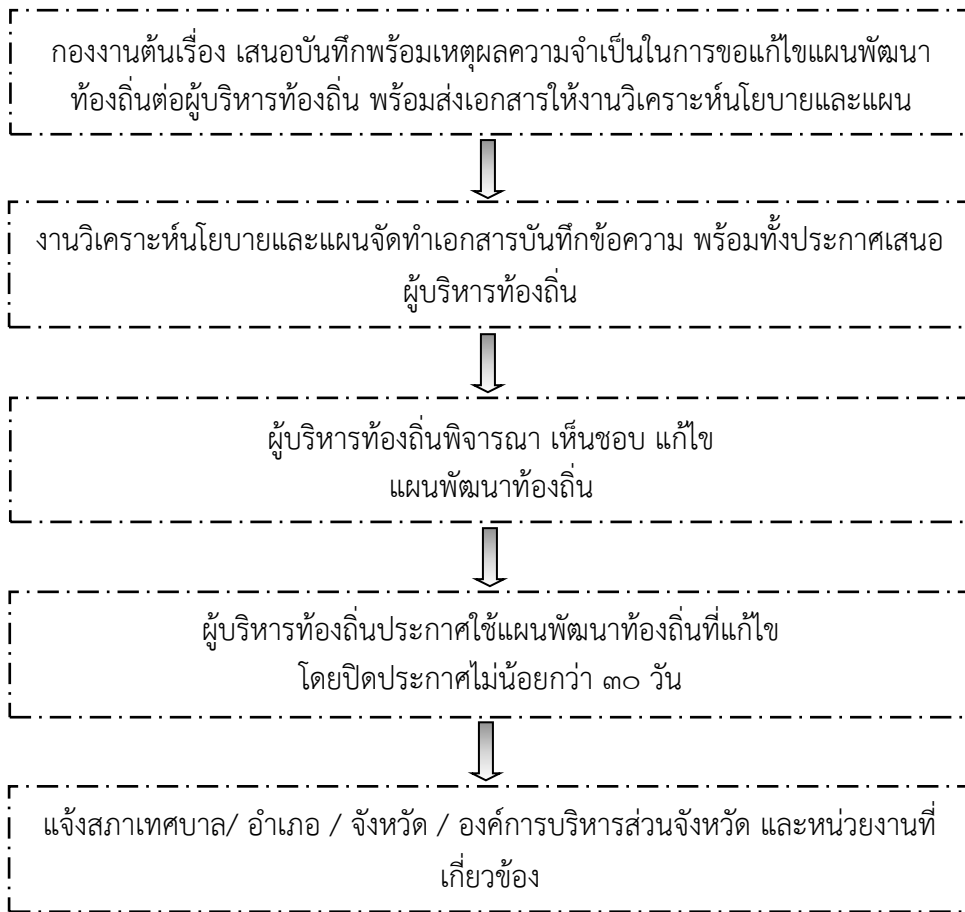 กองงานต้นเรื่อง เสนอบันทึกพร้อมเหตุผลความจำเป็นในการขอแก้ไขแผนพัฒนา
ท้องถิ่นต่อผู้บริหารท้องถิ่น พร้อมส่งเอกสารให้งานวิเคราะห์นโยบายและแผน
งานวิเคราะห์นโยบายและแผนจัดทำเอกสารบันทึกข้อความ พร้อมทั้งประกาศเสนอ
ผู้บริหารท้องถิ่น
ผู้บริหารท้องถิ่นพิจารณา เห็นชอบ แก้ไข
แผนพัฒนาท้องถิ่น
ผู้บริหารท้องถิ่นประกาศใช้แผนพัฒนาท้องถิ่นที่แก้ไข
โดยปิดประกาศไม่น้อยกว่า ๓๐ วัน
แจ้งสภาเทศบาล/ อำเภอ / จังหวัด / องค์การบริหารส่วนจังหวัด และหน่วยงานที่
เกี่ยวข้อง